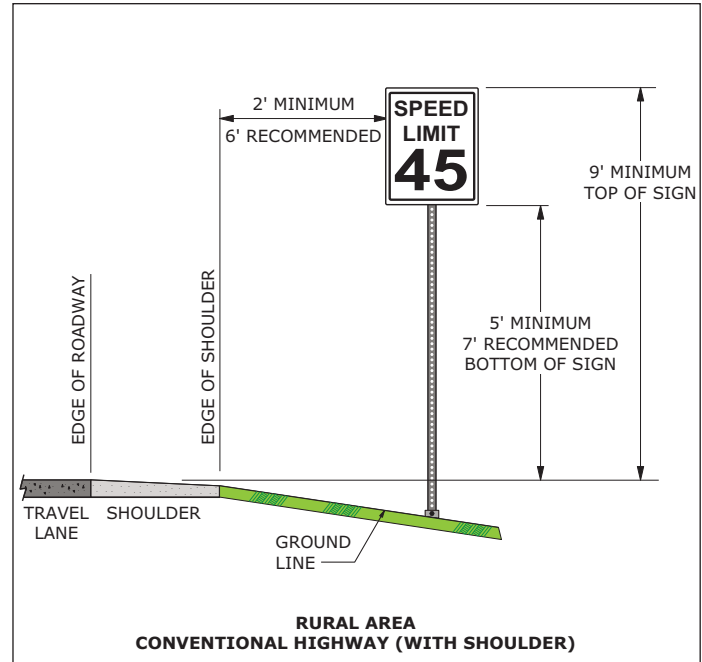 2' MINIMUM
6' RECOMMENDED
SPEED
LIMIT
45
9' MINIMUM
TOP OF SIGN
5' MINIMUM
7' RECOMMENDED
BOTTOM OF SIGN
EDGE OF ROADWAY
EDGE OF SHOULDER
TRAVEL
LANE
SHOULDER
GROUND
LINE
RURAL AREA
CONVENTIONAL HIGHWAY (WITH SHOULDER)